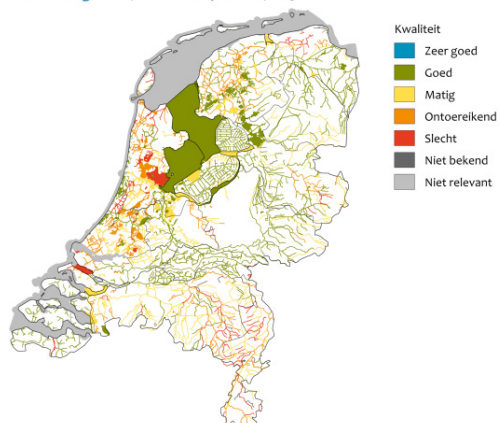 Kwaliteit
Zeer goed
Goed
Matig
Ontoereikend
Slecht
Niet bekend
Niet relevant